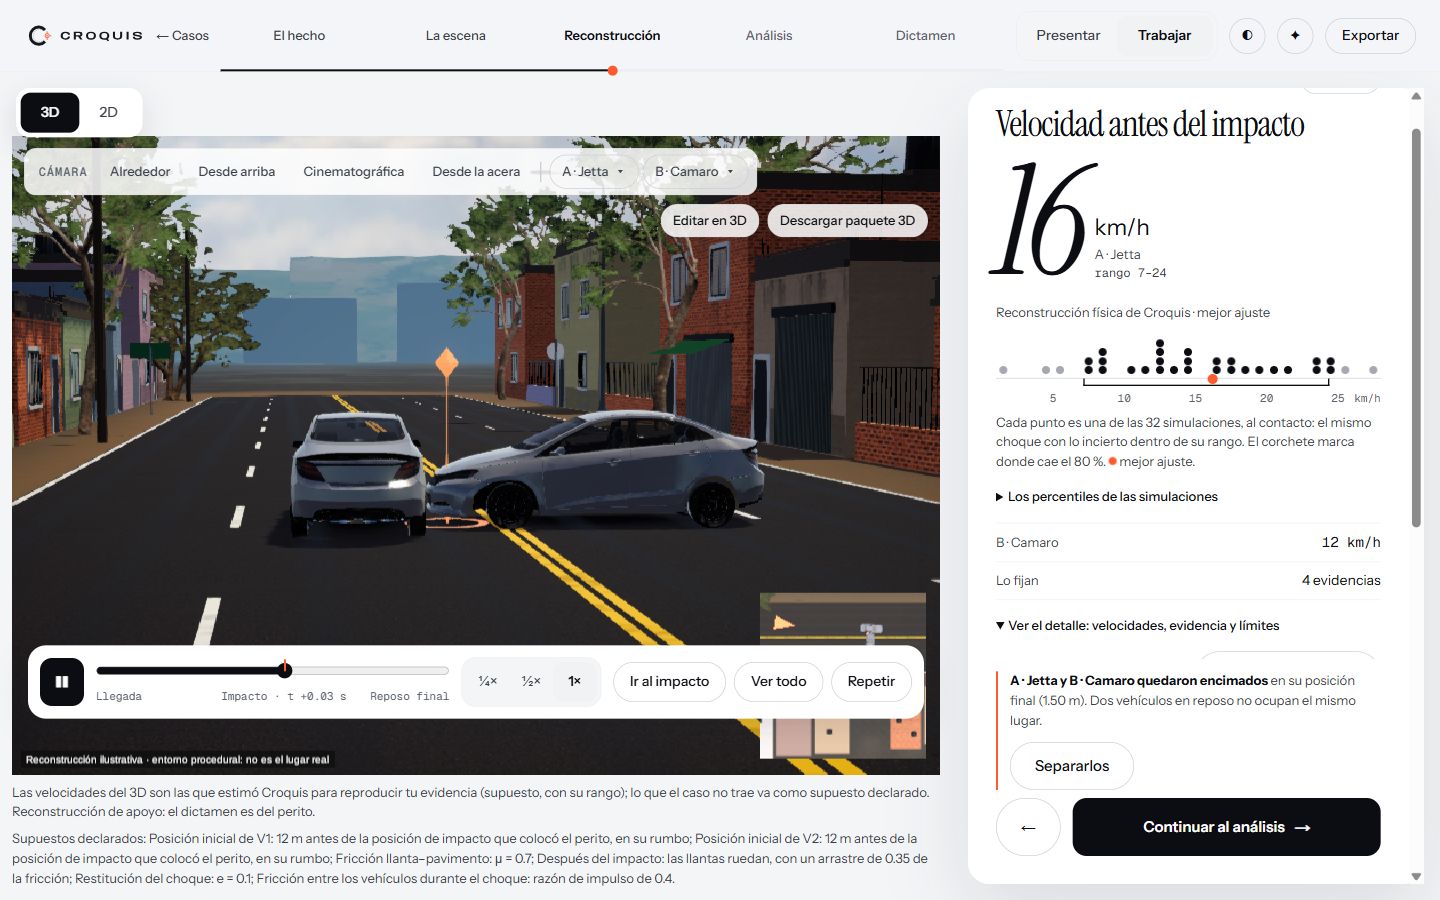 CROQUIS
← Casos
El hecho
La escena
Reconstrucción
Análisis
Dictamen
Presentar
Trabajar
Exportar
3D
2D
CÁMARA
Alrededor
Desde arriba
Cinematográfica
Desde la acera
A·Jetta
B·Camaro
Editar en 3D
Descargar paquete 3D
Llegada
Impacto · t +0.03 s
Reposo final
¼×
½×
1×
Ir al impacto
Ver todo
Repetir
Reconstrucción ilustrativa · entorno procedural: no es el lugar real
Las velocidades del 3D son las que estimó Croquis para reproducir tu evidencia (supuesto, con su rango); lo que el caso no trae va como supuesto declarado.
Reconstrucción de apoyo: el dictamen es del perito.
Supuestos declarados: Posición inicial de V1: 12 m antes de la posición de impacto que colocó el perito, en su rumbo; Posición inicial de V2: 12 m antes de la
posición de impacto que colocó el perito, en su rumbo; Fricción llanta–pavimento: μ = 0.7; Después del impacto: las llantas ruedan, con un arrastre de 0.35 de
la fricción; Restitución del choque: e = 0.1; Fricción entre los vehículos durante el choque: razón de impulso de 0.4.
Velocidad antes del impacto
16
km/h
A·Jetta
rango 7–24
Reconstrucción física de Croquis · mejor ajuste
5
10
15
20
25 km/h
Cada punto es una de las 32 simulaciones, al contacto: el mismo
choque con lo incierto dentro de su rango. El corchete marca
donde cae el 80 %. mejor ajuste.
Los percentiles de las simulaciones
B·Camaro
12 km/h
Lo fijan
4 evidencias
Ver el detalle: velocidades, evidencia y límites
A·Jetta y B·Camaro quedaron encimados en su posición
final (1.50 m). Dos vehículos en reposo no ocupan el mismo
lugar.
Separarlos
←
Continuar al análisis →